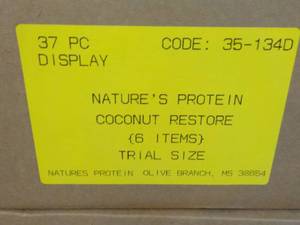 37 PC CODE: 35-134D
DISPLAY
NATURE'S PROTEIN
COCONUT RESTORE
{6 ITEMS}
TRIAL SIZE
NATURES PROTEIN OLIVE BRANCH, MS 38654